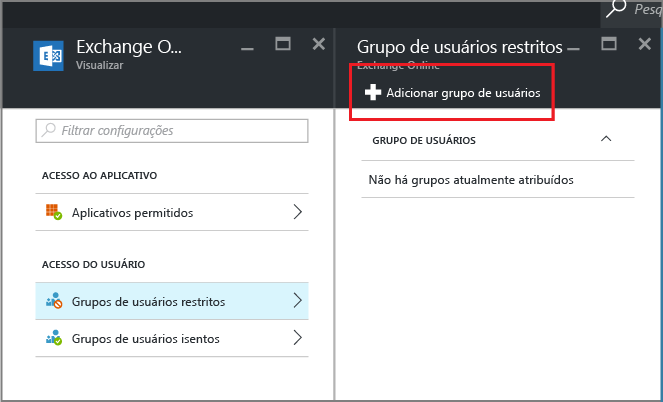 Pesq
Exchange O...
Visualizar
Filtrar configurações
ACESSO AO APLICATIVO
Aplicativos permitidos
ACESSO DO USUÁRIO
Grupos de usuários restritos
Grupos de usuários isentos
Grupo de usuários restritos
Exchange Online
Adicionar grupo de usuários
GRUPO DE USUÁRIOS
Não há grupos atualmente atribuídos